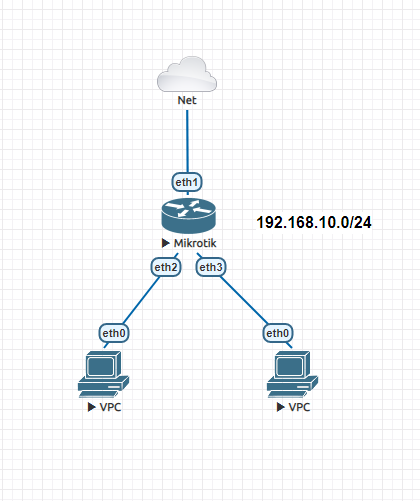 Net
eth1
192.168.10.0/24
Mikrotik
eth2
eth3
eth0
eth0
VPC
VPC